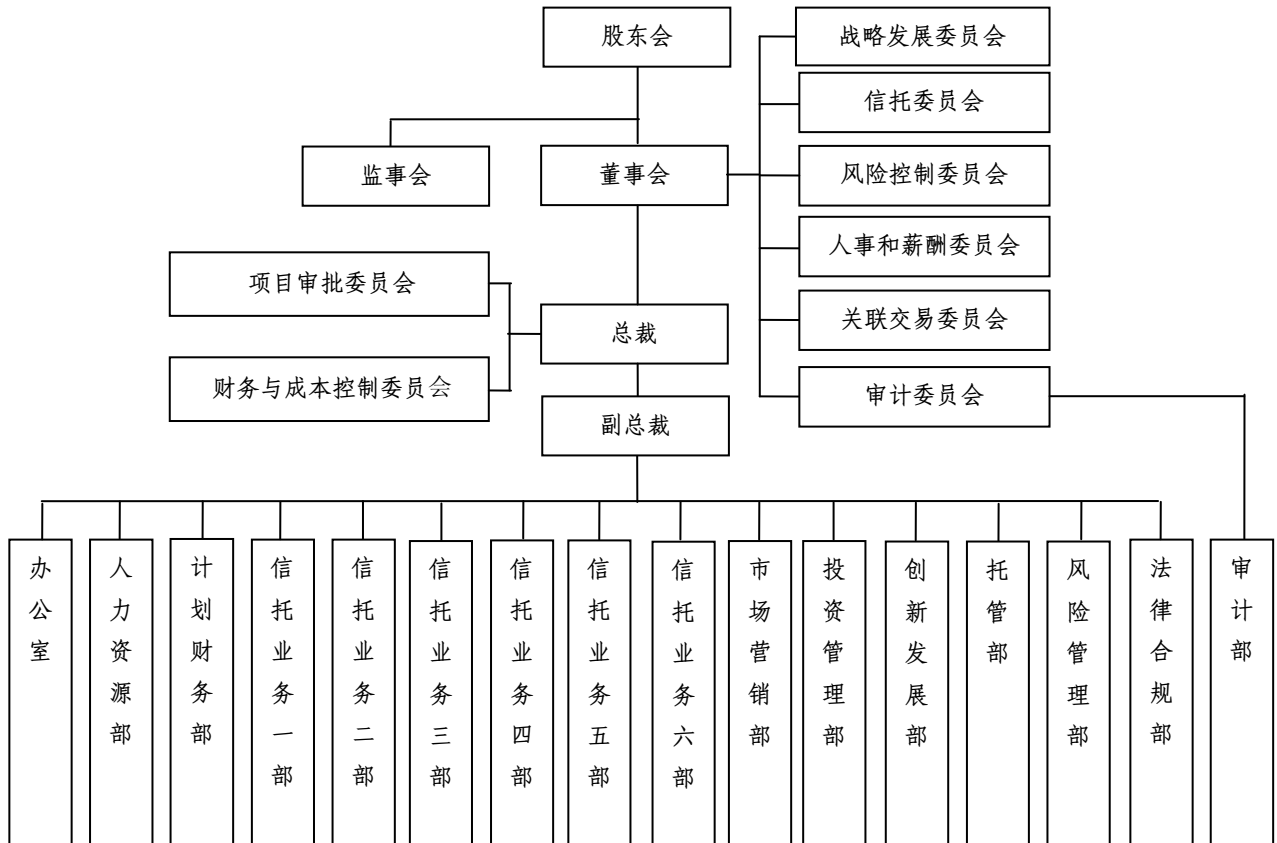 股东会
战略发展委员会
信托委员会
监事会
董事会
风险控制委员会
人事和薪酬委员会
项目审批委员会
总裁
关联交易委员会
财务与成本控制委员会
审计委员会
副总裁
办公室
人力资源部
计划财务部
信托业务一部
信托业务二部
信托业务三部
信托业务四部
信托业务五部
信托业务六部
市场营销部
投资管理部
创新发展部
托管部
风险管理部
法律合规部
审计部